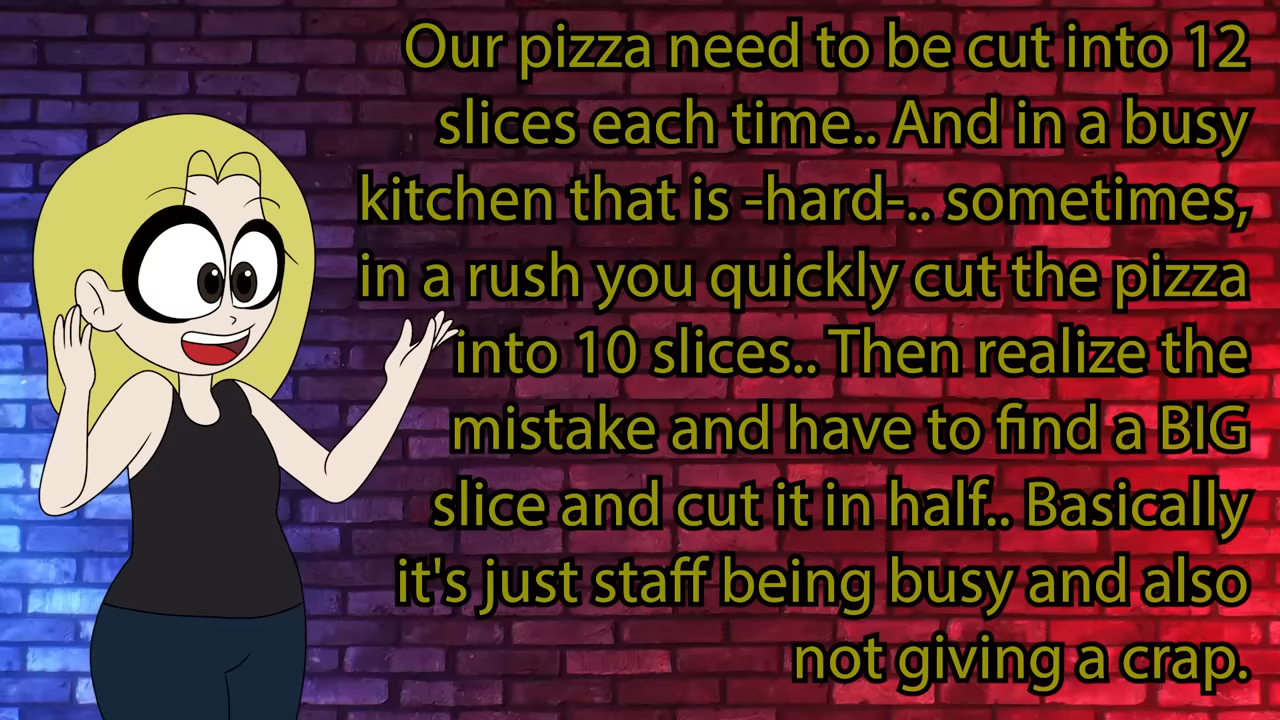 Our pizza need to be cut into 12
slices each time.. And in a busy
kitchen that is -hard-.. sometimes,
in a rush you quickly cut the pizza
into 10 slices.. Then realize the
mistake and have to find a BIG
slice and cut it in half.. Basically
it's just staff being busy and also
not giving a crap.